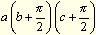 a(b + π/2)(c + π/2)